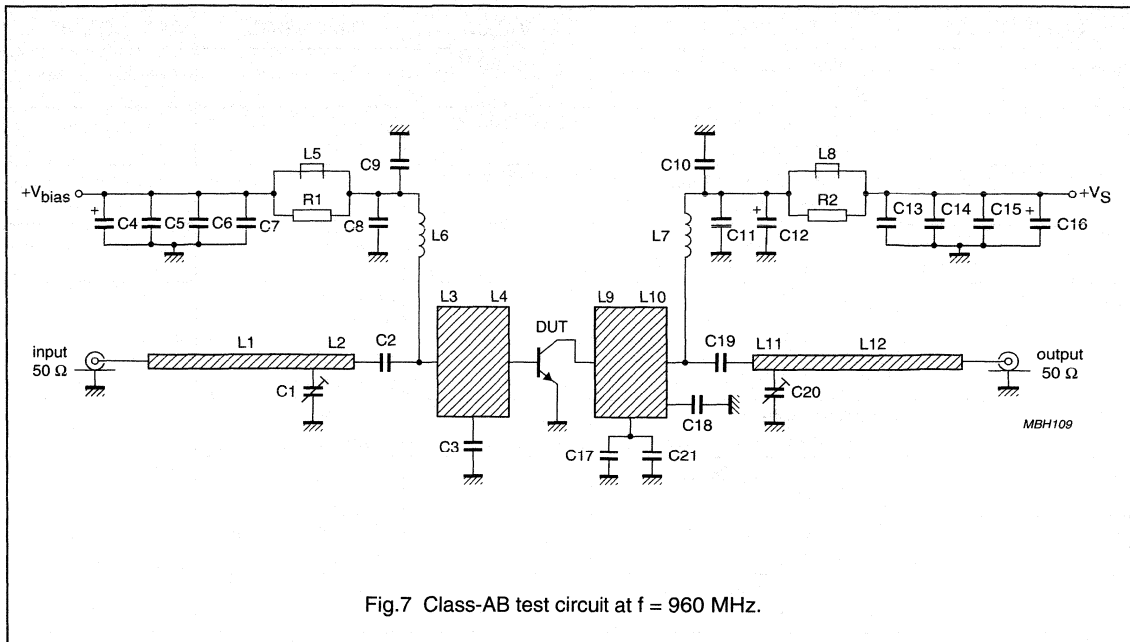 L5
C9
+Vbias
R1
+
C4
C5
C6
C7
C8
L6
C10
L8
R2
+VS
L7
C11
+
C12
C13
C14
C15
+
C16
L3
L4
DUT
L9
L10
input
50 Ω
L1
L2
C2
C1
C3
C19
L11
L12
output
50 Ω
C20
C18
C17
C21
MBH109
Fig.7 Class-AB test circuit at f = 960 MHz.